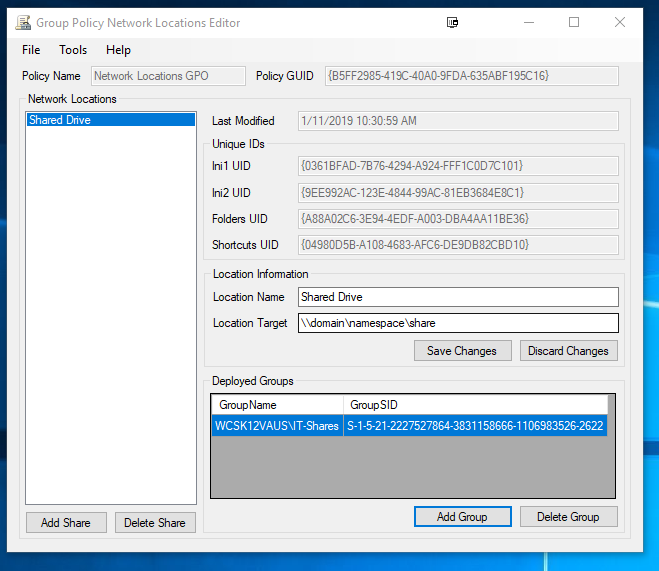 Group Policy Network Locations Editor
File Tools Help
Policy Name Network Locations GPO Policy GUID {B5FF2985-419C-40A0-9FDA-635ABF195C16}
Network Locations
Shared Drive
Last Modified 1/11/2019 10:30:59 AM
Unique IDs
Ini1 UID {0361BFAD-7B76-4294-A924-FFF1C0D7C101}
Ini2 UID {9EE992AC-123E-4844-99AC-81EB3684E8C1}
Folders UID {A88A02C6-3E94-4EDF-A003-DBA4AA11BE36}
Shortcuts UID {04980D5B-A108-4683-AFC6-DE9DB82CBD10}
Location Information
Location Name Shared Drive
Location Target \\domain\namespace\share
Save Changes Discard Changes
Deployed Groups
GroupName GroupSID
WCSK12VAUS\IT-Shares S-1-5-21-2227527864-3831158666-1106983526-2622
Add Share Delete Share Add Group Delete Group